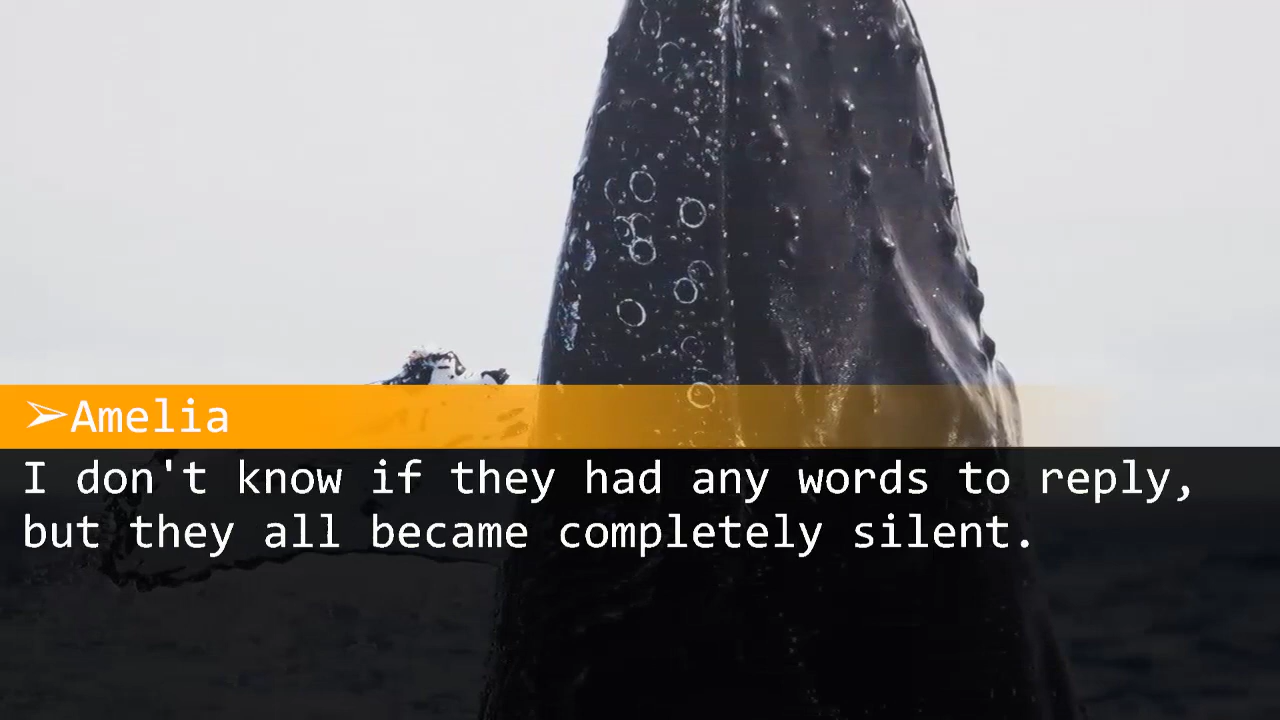 ➢Amelia
I don't know if they had any words to reply,
but they all became completely silent.